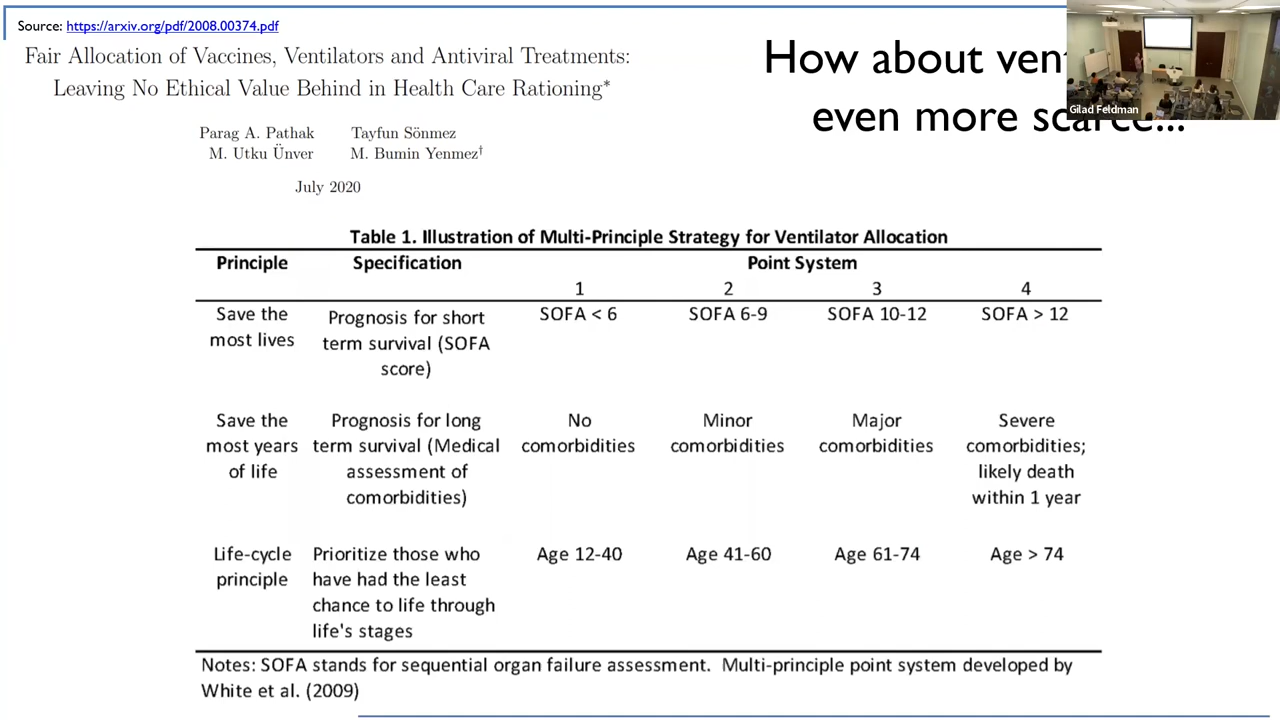 Source: https://arxiv.org/pdf/2008.00374.pdf
Fair Allocation of Vaccines, Ventilators and Antiviral Treatments:
Leaving No Ethical Value Behind in Health Care Rationing*
Parag A. Pathak Tayfun Sönmez
M. Utku Ünver M. Bumin Yenmez†
July 2020
How about
even more
Gilad Feldman
Table 1. Illustration of Multi-Principle Strategy for Ventilator Allocation
Principle Specification Point System
1 2 3 4
Save the most lives Prognosis for short term survival (SOFA score) SOFA < 6 SOFA 6-9 SOFA 10-12 SOFA > 12
Save the most years of life Prognosis for long term survival (Medical assessment of comorbidities) No comorbidities Minor comorbidities Major comorbidities Severe comorbidities; likely death within 1 year
Life-cycle principle Prioritize those who have had the least chance to life through life's stages Age 12-40 Age 41-60 Age 61-74 Age > 74
Notes: SOFA stands for sequential organ failure assessment. Multi-principle point system developed by
White et al. (2009)